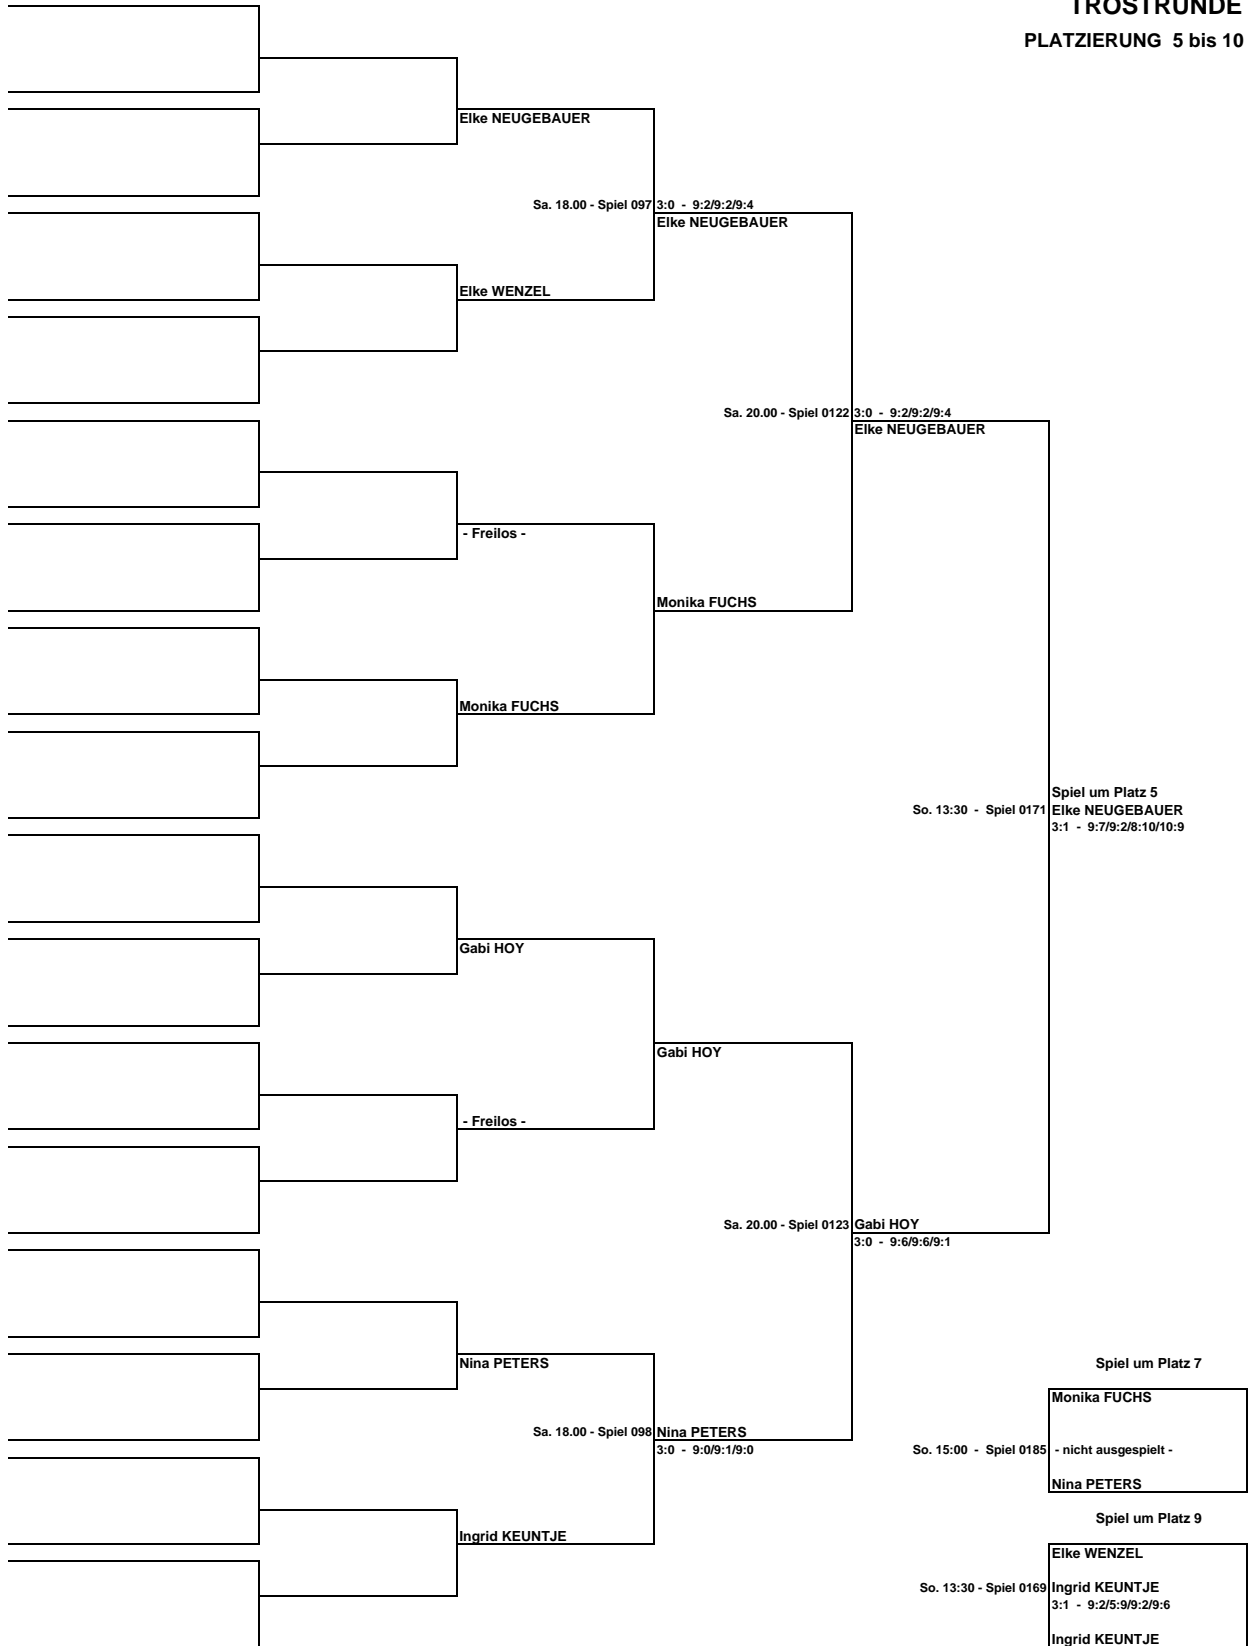 TROSTRUNDE
PLATZIERUNG 5 bis 10
Elke NEUGEBAUER
Sa. 18.00 - Spiel 097 3:0 - 9:2/9:2/9:4
Elke NEUGEBAUER
Elke WENZEL
Sa. 20.00 - Spiel 0122 3:0 - 9:2/9:2/9:4
Elke NEUGEBAUER
- Freilos -
Monika FUCHS
Monika FUCHS
Spiel um Platz 5
So. 13:30 - Spiel 0171 Elke NEUGEBAUER
3:1 - 9:7/9:2/8:10/10:9
Gabi HOY
Gabi HOY
- Freilos -
Sa. 20.00 - Spiel 0123 Gabi HOY
3:0 - 9:6/9:6/9:1
Nina PETERS
Spiel um Platz 7
Monika FUCHS
Sa. 18.00 - Spiel 098 Nina PETERS
3:0 - 9:0/9:1/9:0
So. 15:00 - Spiel 0185 - nicht ausgespielt -
Nina PETERS
Spiel um Platz 9
Ingrid KEUNTJE
Elke WENZEL
So. 13:30 - Spiel 0169 Ingrid KEUNTJE
3:1 - 9:2/5:9/9:2/9:6
Ingrid KEUNTJE